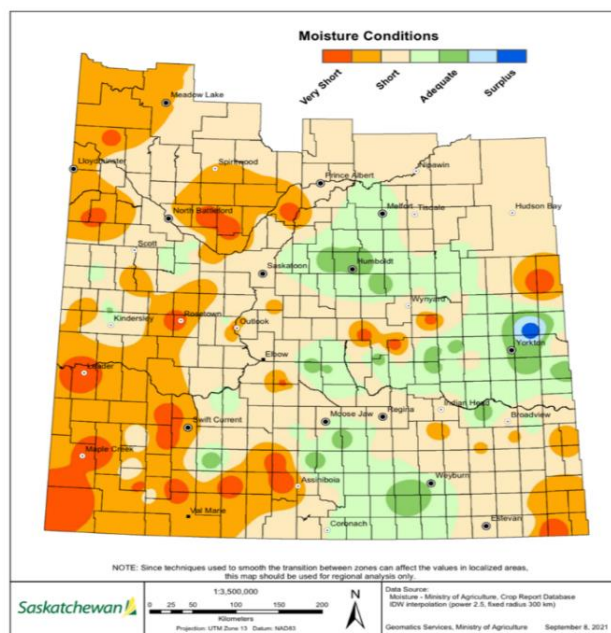 Moisture Conditions
Very Short
Short
Adequate
Surplus
Meadow Lake
Lloydminster
Spiritwood
Prince Albert
Nipawin
North Battleford
Melfort
Tisdale
Hudson Bay
Scott
Saskatoon
Humboldt
Wynyard
Kindersley
Rosetown
Outlook
Elbow
Yorkton
Leader
Swift Current
Moose Jaw
Regina
Indian Head
Broadview
Maple Creek
Assiniboia
Weyburn
Val Marie
Coronach
Estevan
NOTE: Since techniques used to smooth the transition between zones can affect the values in localized areas,
this map should be used for regional analysis only.
Saskatchewan
1:3,500,000
0 25 50 100 150 200
Kilometers
Projection: UTM Zone 13 Datum: NAD83
N
Data Source:
Moisture - Ministry of Agriculture, Crop Report Database
IDW interpolation (power 2.5, fixed radius 300 km)
Geomatics Services, Ministry of Agriculture September 8, 2021